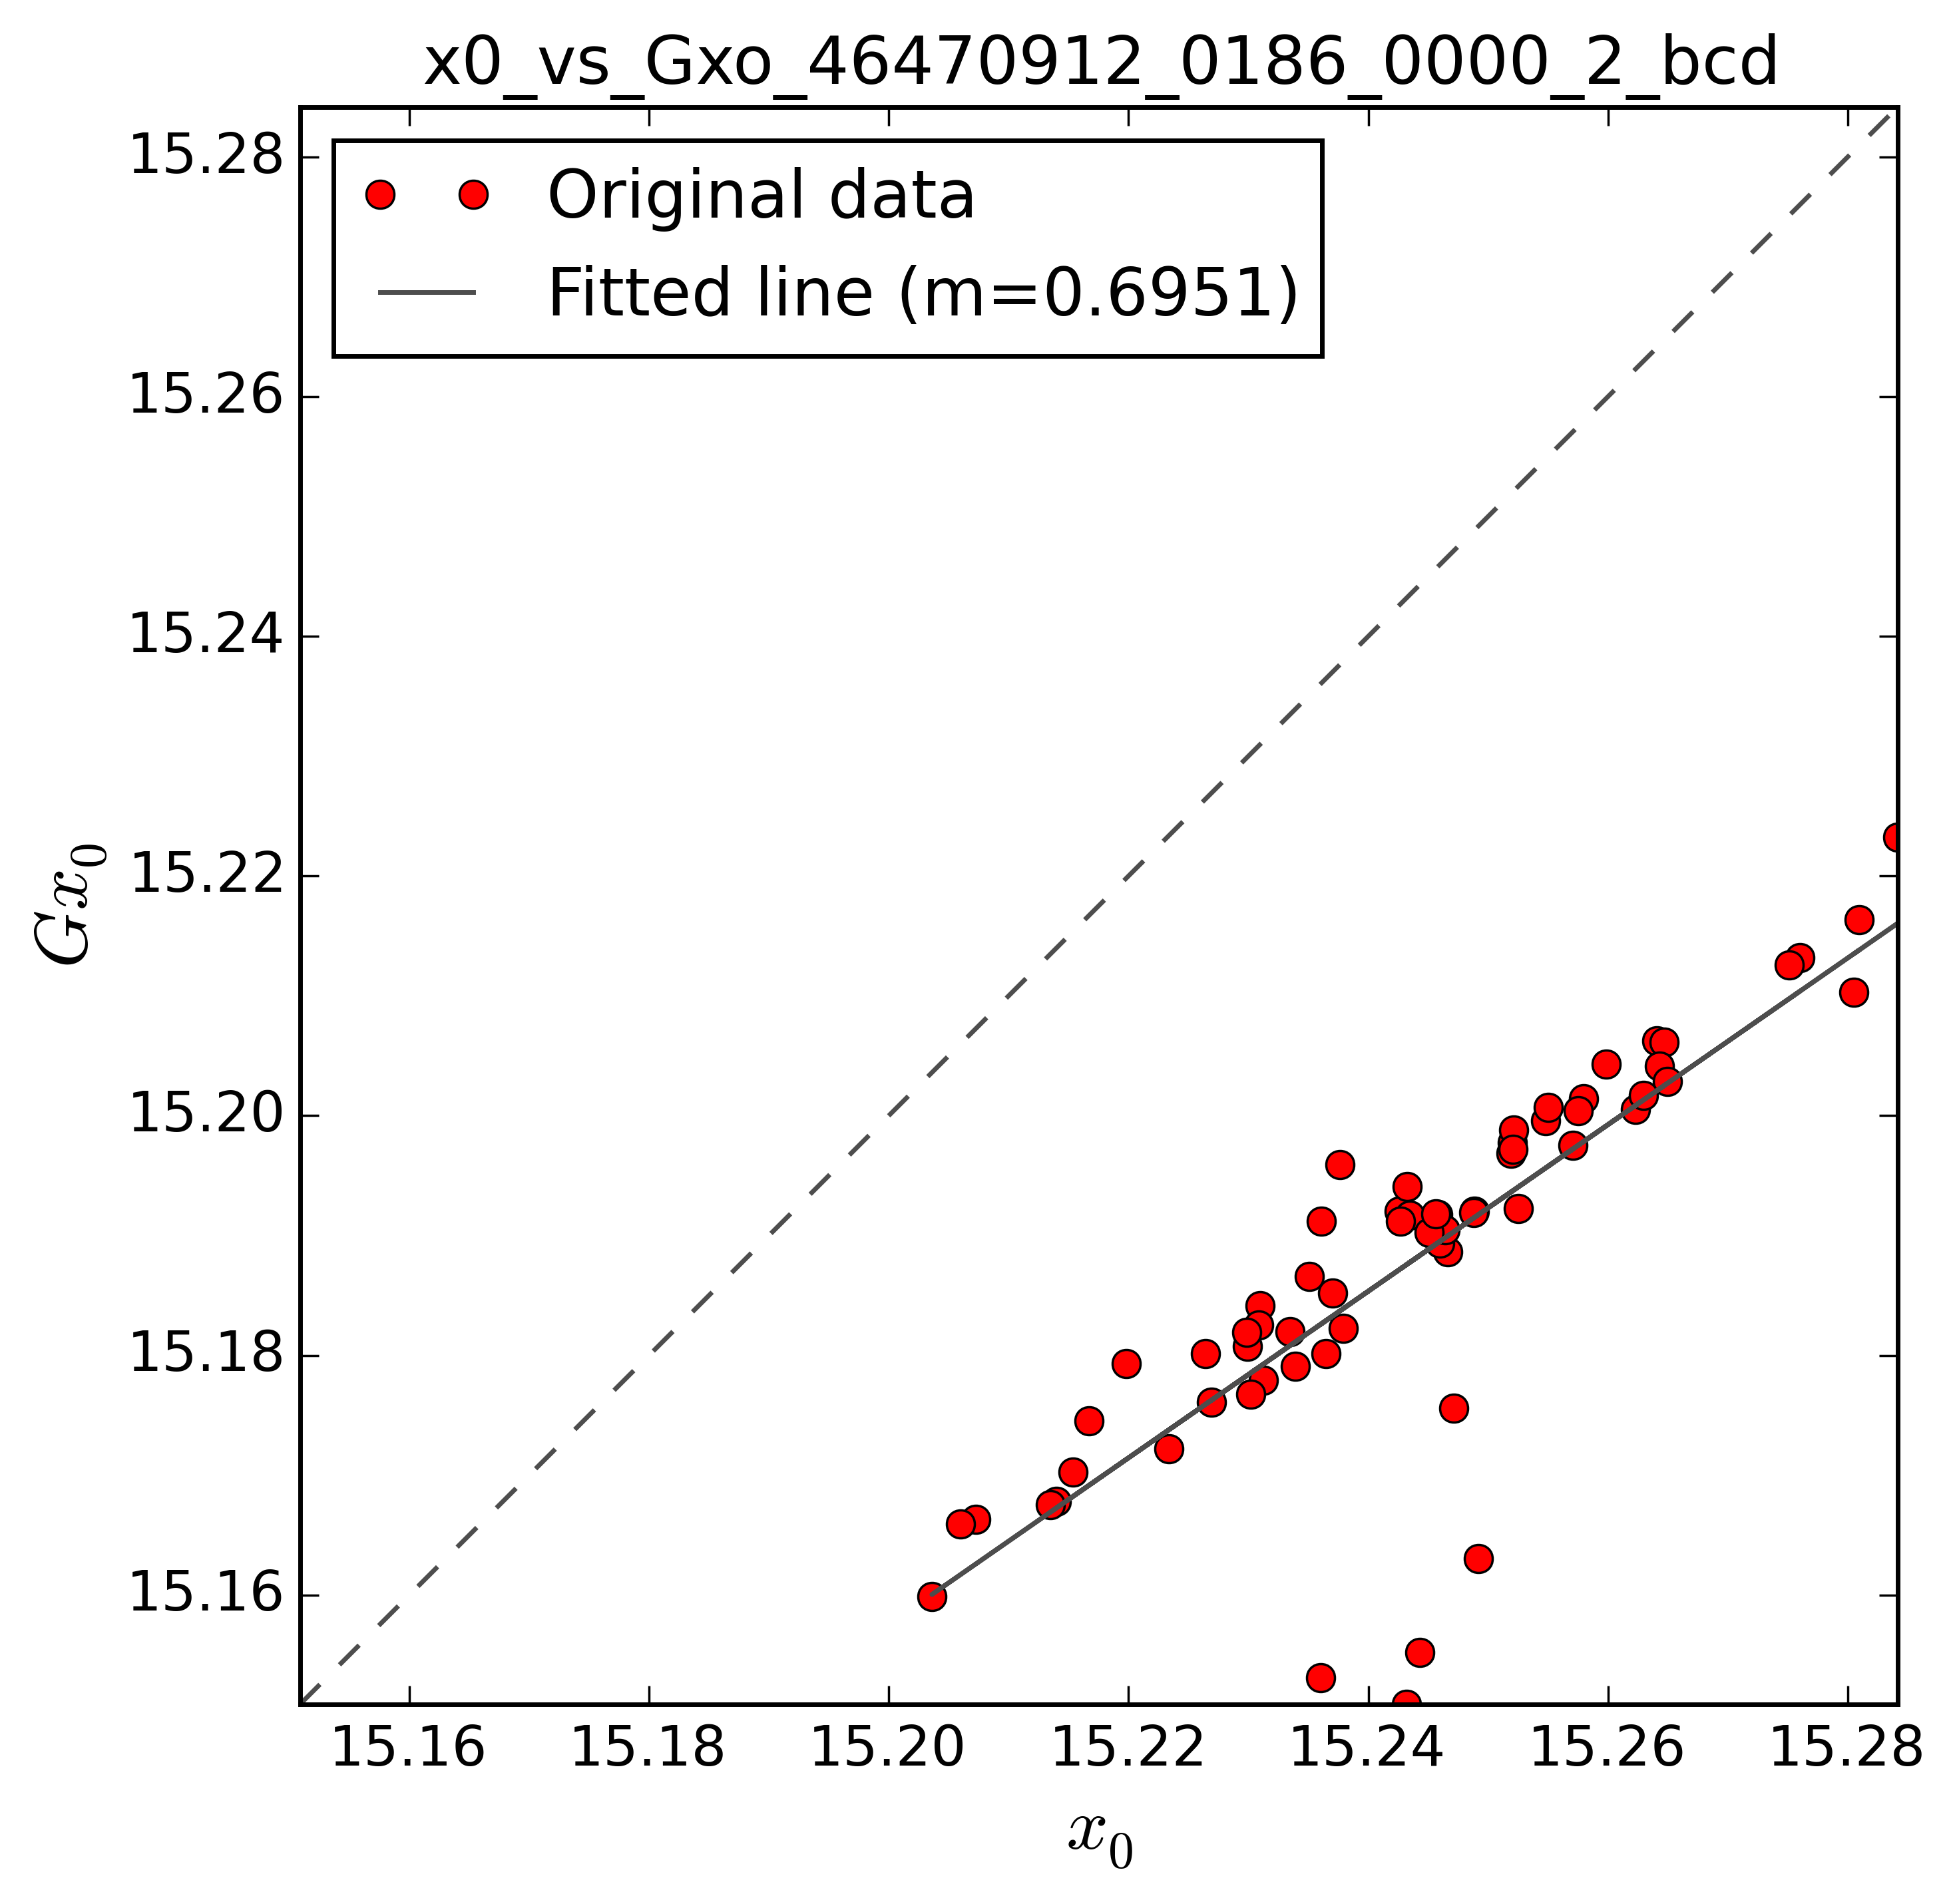 x0_vs_Gxo_46470912_0186_0000_2_bcd
Original data
Fitted line (m=0.6951)
15.28
15.26
15.24
15.22
15.20
15.18
15.16
Gx₀
15.16 15.18 15.20 15.22 15.24 15.26 15.28
x₀